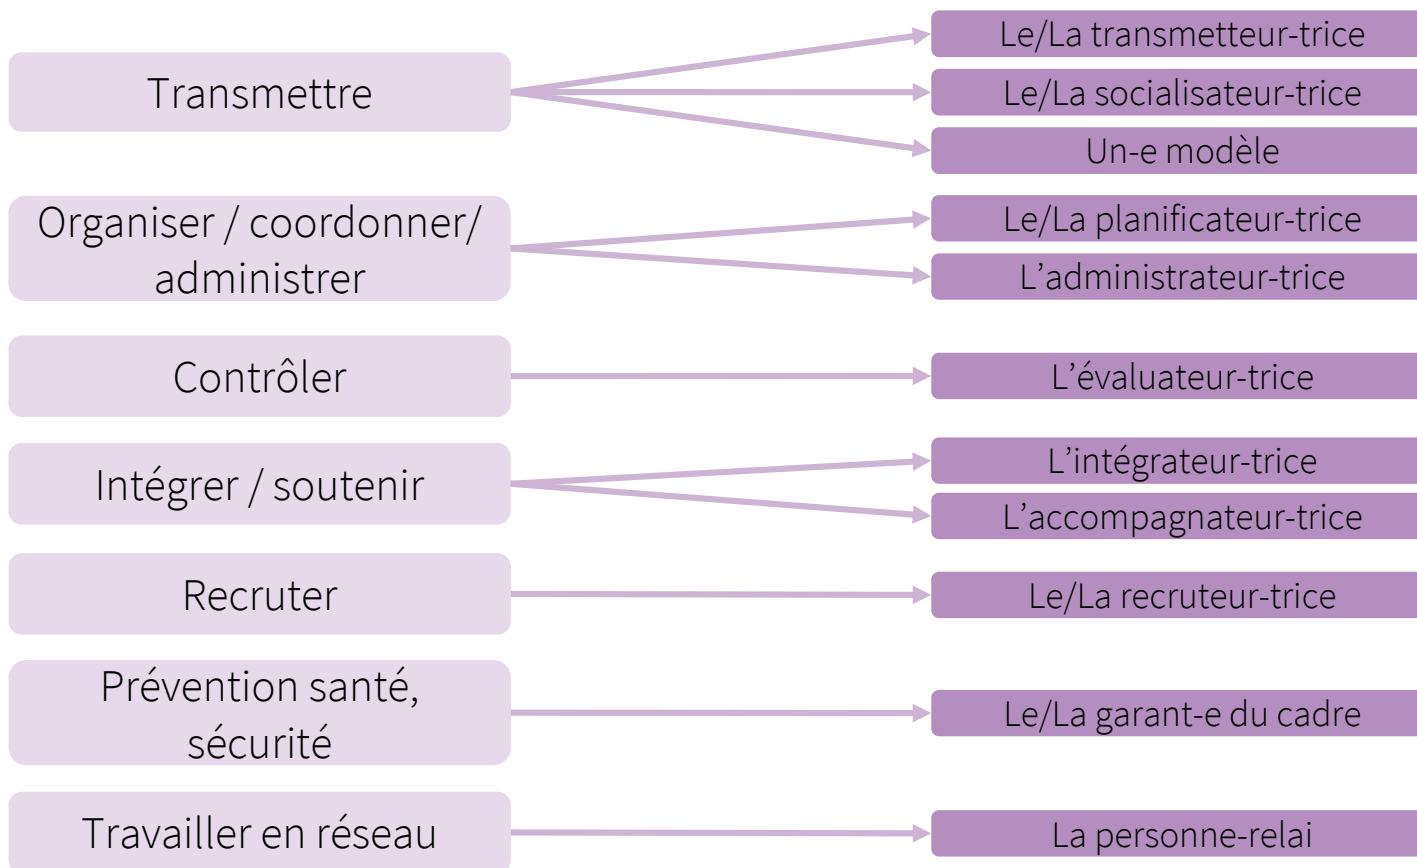 Transmettre
Le/La transmetteur-trice
Le/La socialisateur-trice
Un-e modèle
Organiser / coordonner/
administrer
Le/La planificateur-trice
L’administrateur-trice
Contrôler
L’évaluateur-trice
Intégrer / soutenir
L’intégrateur-trice
L’accompagnateur-trice
Recruter
Le/La recruteur-trice
Prévention santé,
sécurité
Le/La garant-e du cadre
Travailler en réseau
La personne-relai